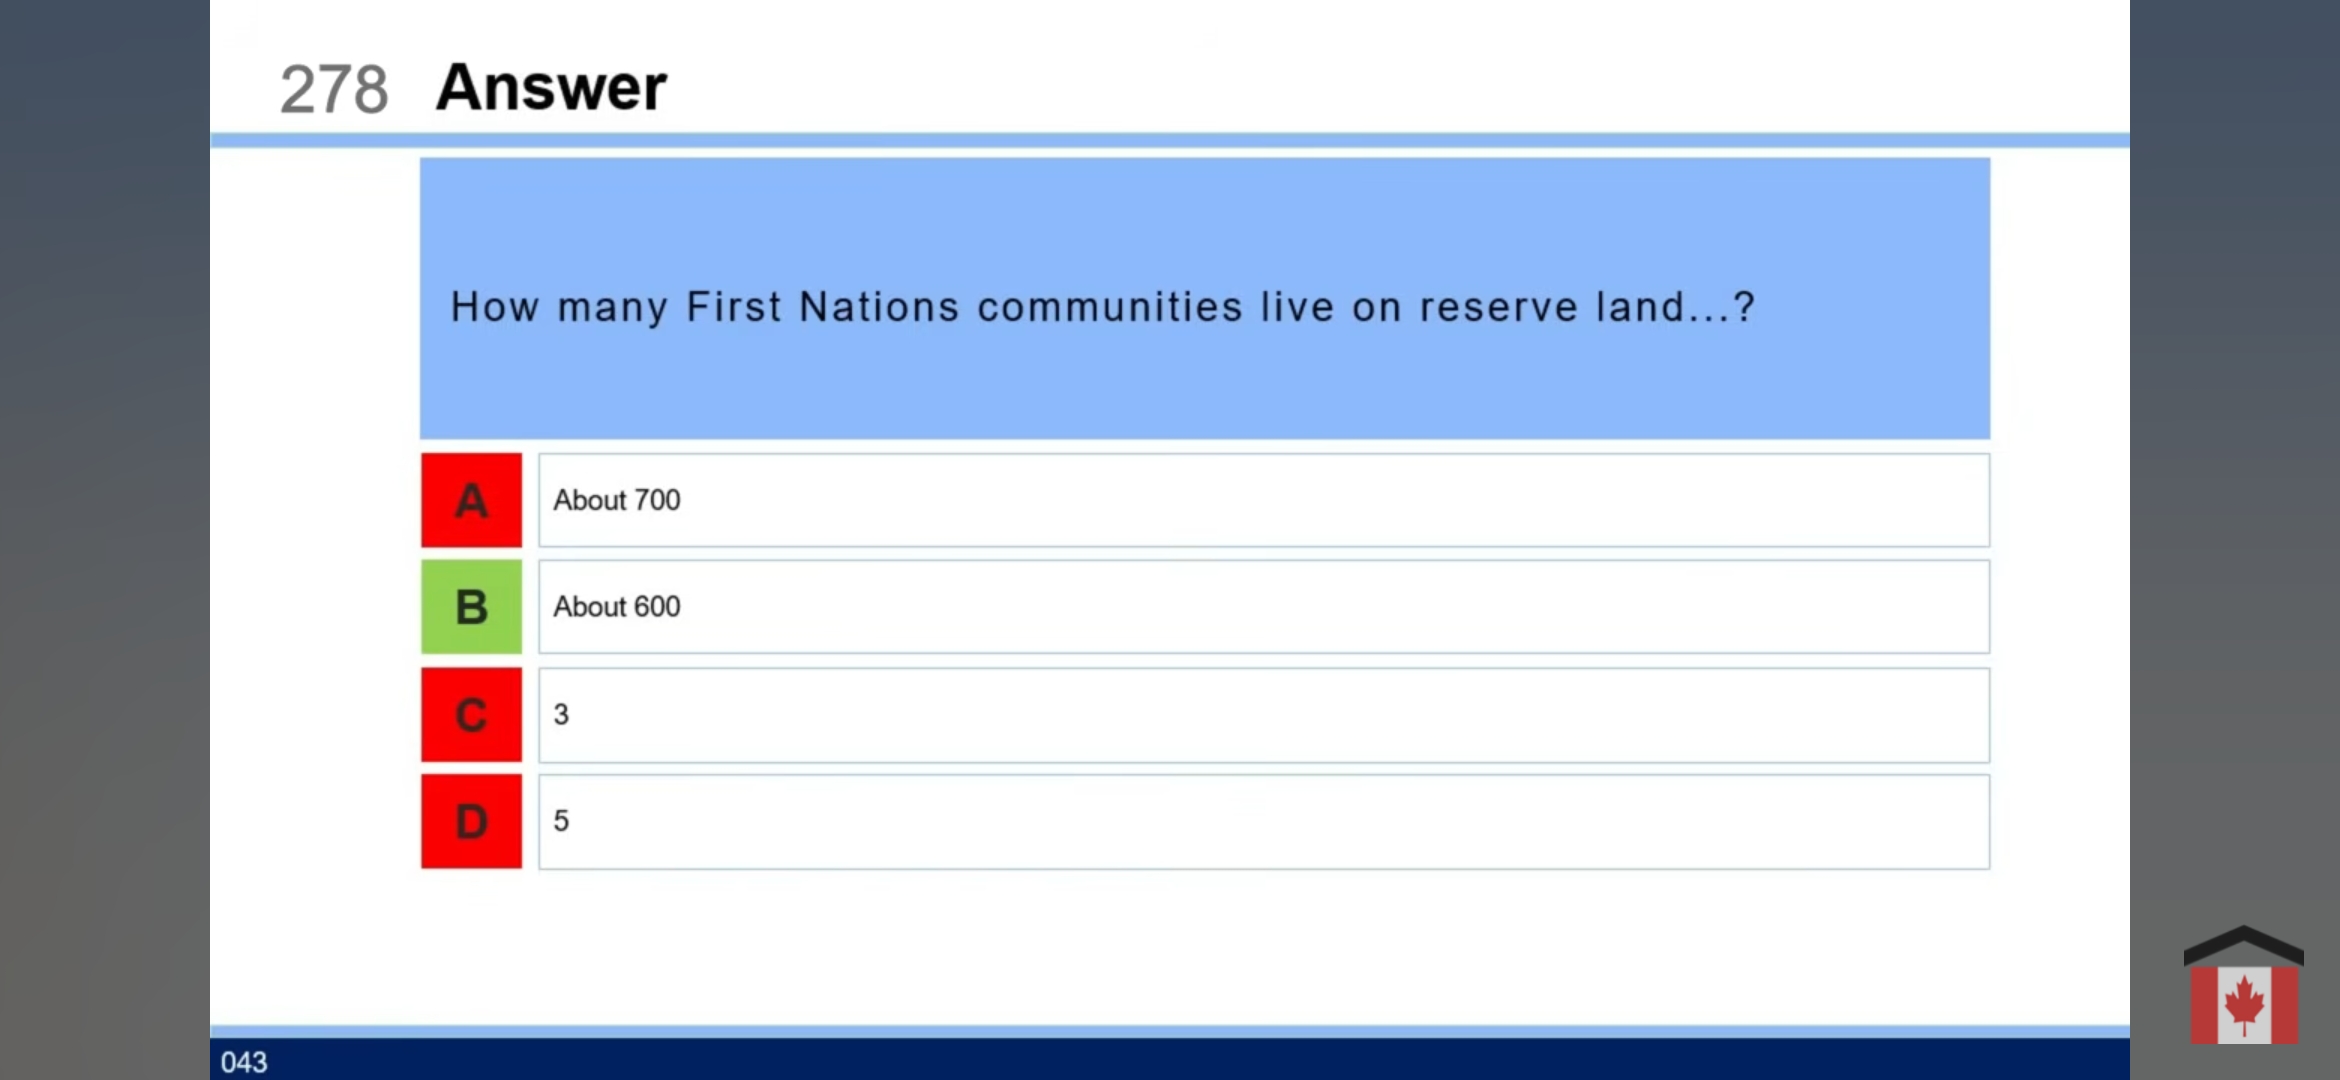 278 Answer
How many First Nations communities live on reserve land...?
A About 700
B About 600
C 3
D 5
043